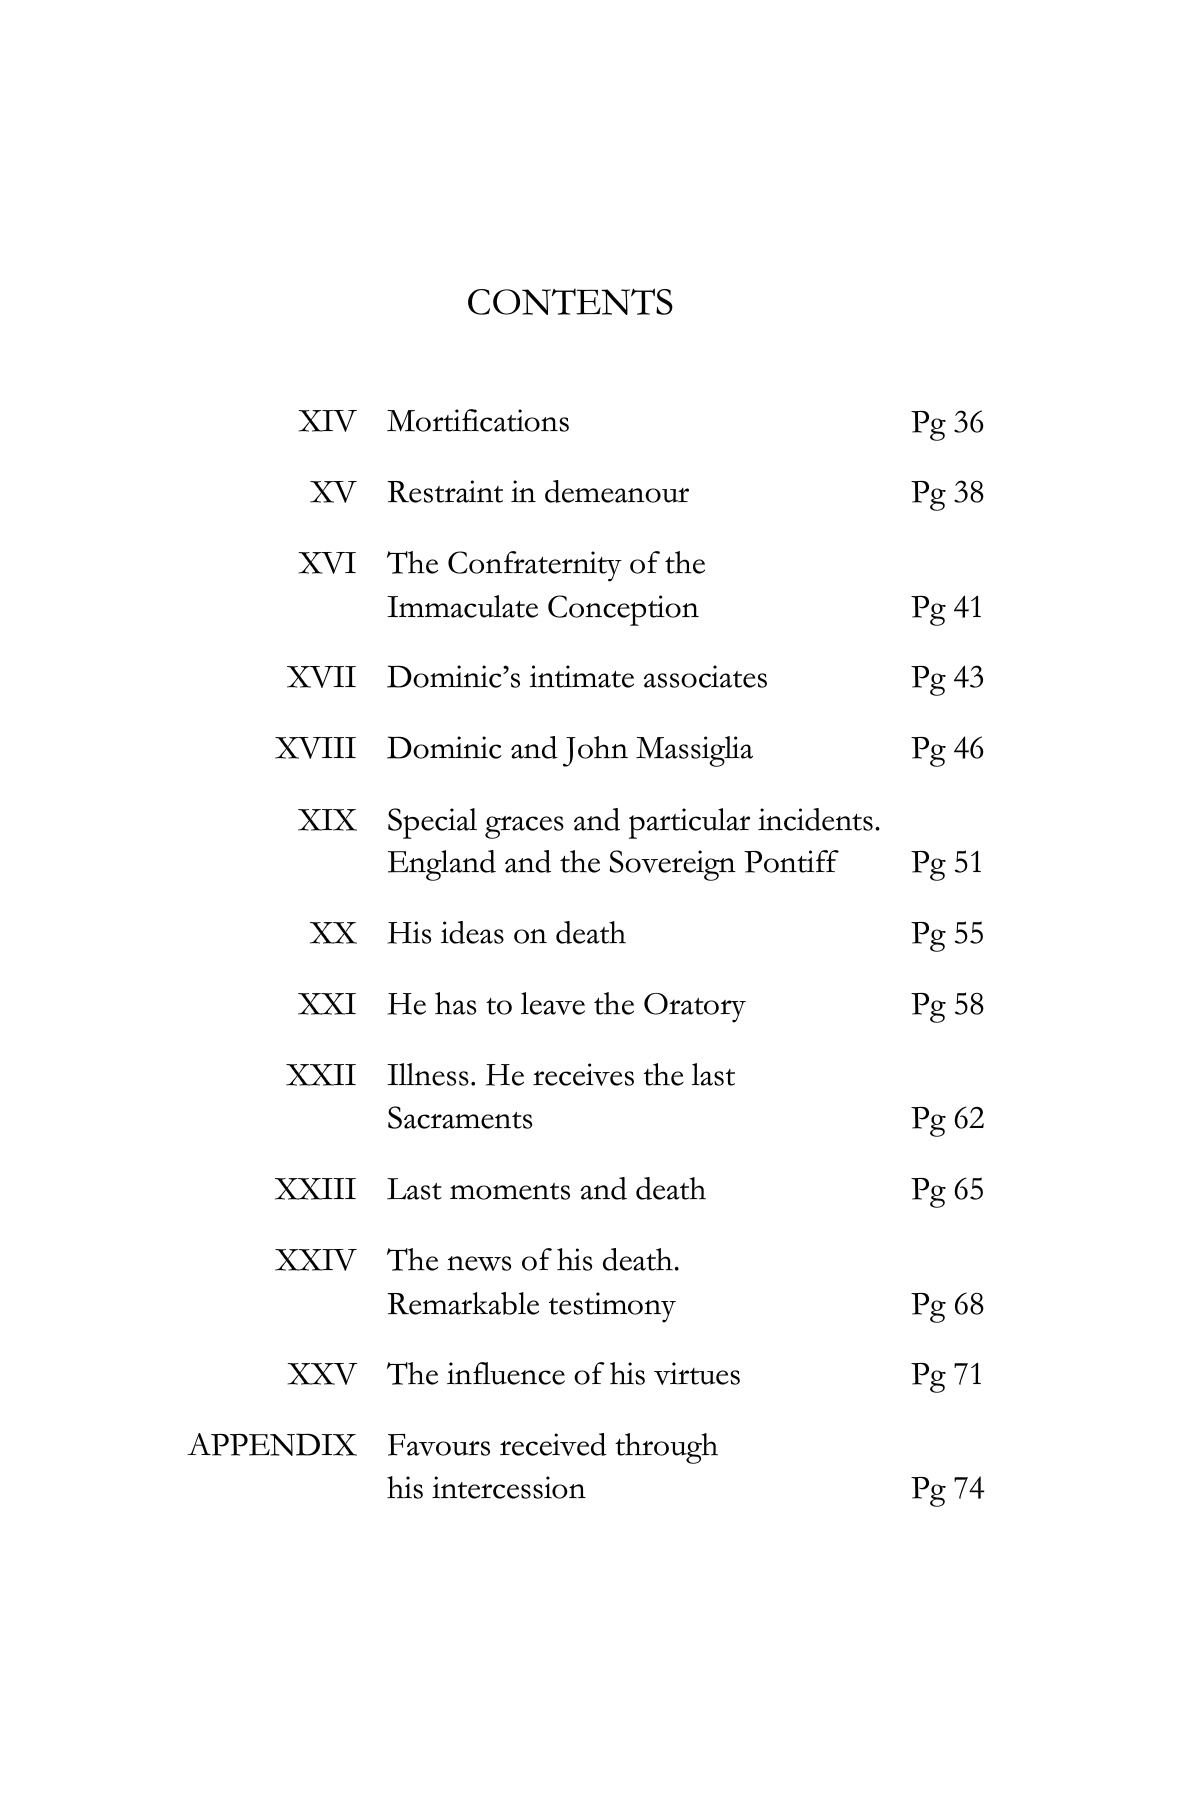 CONTENTS
XIV Mortifications Pg 36
XV Restraint in demeanour Pg 38
XVI The Confraternity of the
Immaculate Conception Pg 41
XVII Dominic’s intimate associates Pg 43
XVIII Dominic and John Massiglia Pg 46
XIX Special graces and particular incidents.
England and the Sovereign Pontiff Pg 51
XX His ideas on death Pg 55
XXI He has to leave the Oratory Pg 58
XXII Illness. He receives the last
Sacraments Pg 62
XXIII Last moments and death Pg 65
XXIV The news of his death.
Remarkable testimony Pg 68
XXV The influence of his virtues Pg 71
APPENDIX Favours received through
his intercession Pg 74